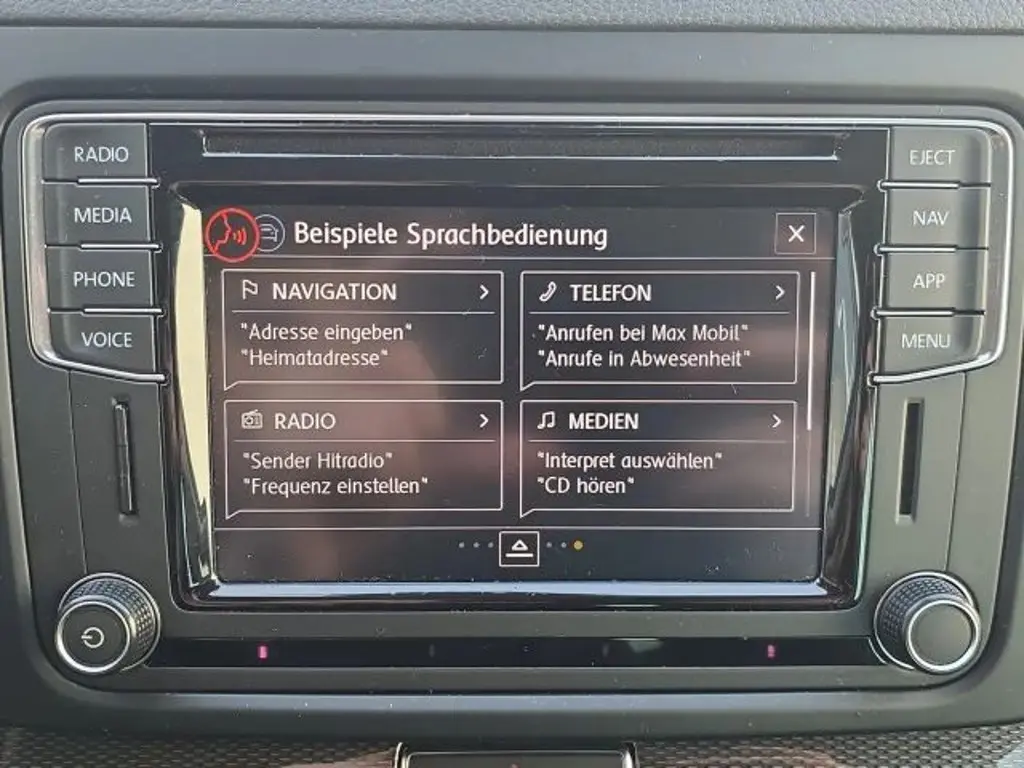 RADIO
MEDIA
PHONE
VOICE
EJECT
NAV
APP
MENU
Beispiele Sprachbedienung
NAVIGATION
"Adresse eingeben"
"Heimatadresse"
TELEFON
"Anrufen bei Max Mobil"
"Anrufe in Abwesenheit"
RADIO
"Sender Hitradio"
"Frequenz einstellen"
MEDIEN
"Interpret auswählen"
"CD hören"